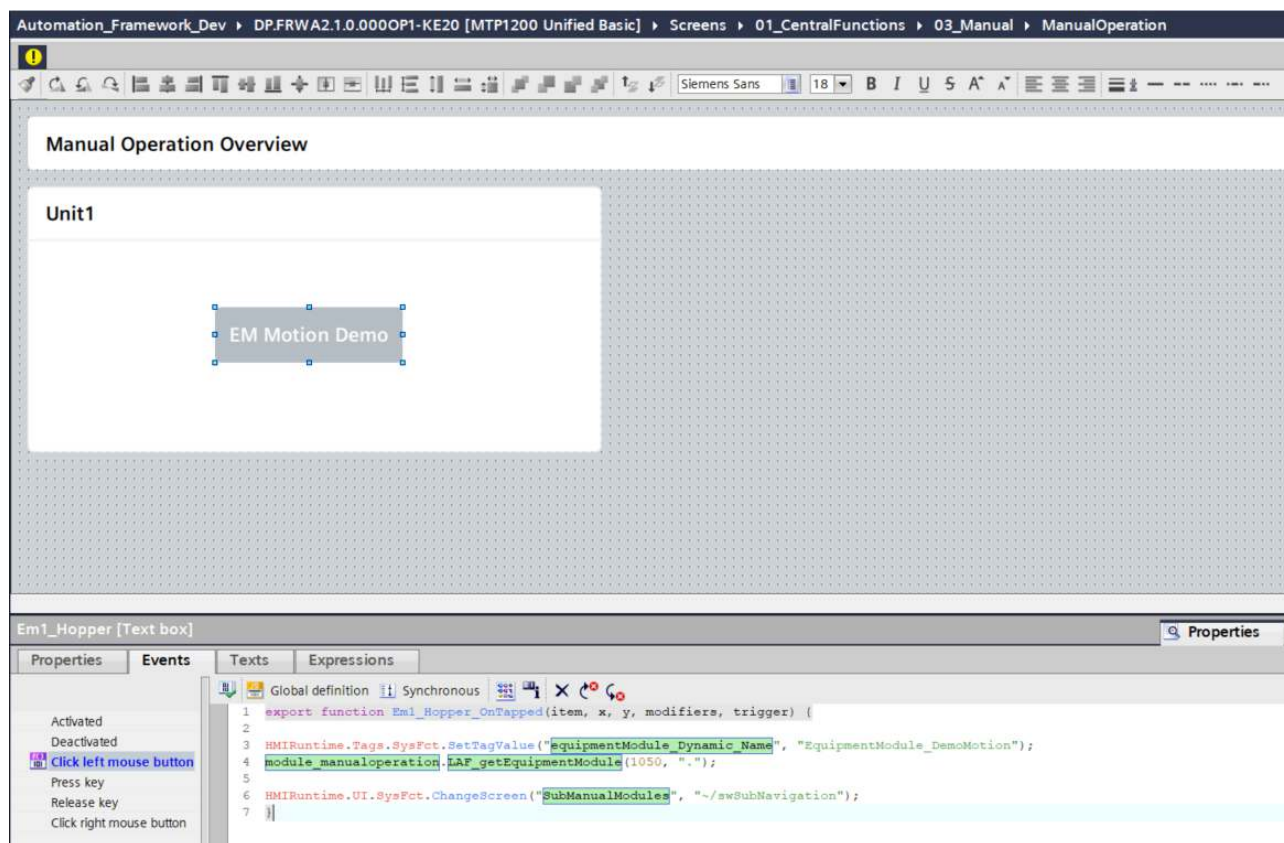 Automation_Framework_Dev ▸ DP.FRWA2.1.0.000OP1-KE20 [MTP1200 Unified Basic] ▸ Screens ▸ 01_CentralFunctions ▸ 03_Manual ▸ ManualOperation
Siemens Sans 18 B I U S A A
Manual Operation Overview
Unit1
EM Motion Demo
Em1_Hopper [Text box] Properties
Properties Events Texts Expressions
Global definition Synchronous
Activated
Deactivated
Click left mouse button
Press key
Release key
Click right mouse button
1 export function Em1_Hopper_OnTapped(item, x, y, modifiers, trigger) {
2
3 HMIRuntime.Tags.SysFct.SetTagValue("equipmentModule_Dynamic_Name", "EquipmentModule_DemoMotion");
4 module_manualoperation.LAF_getEquipmentModule(1050, ".");
5
6 HMIRuntime.UI.SysFct.ChangeScreen("SubManualModules", "~/swSubNavigation");
7 }